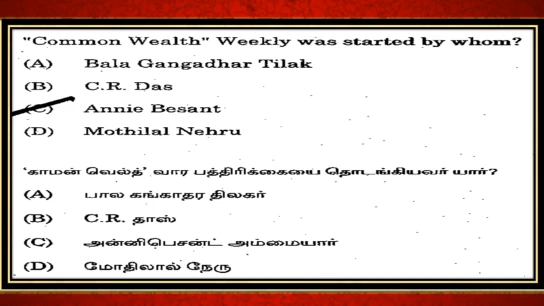 "Common Wealth" Weekly was started by whom?
(A) Bala Gangadhar Tilak
(B) C.R. Das
(C) Annie Besant
(D) Mothilal Nehru
'காமன் வெல்த்' வார பத்திரிக்கையை தொடங்கியவர் யார்?
(A) பால கங்காதர திலகர்
(B) C.R. தாஸ்
(C) அன்னிபெசன்ட் அம்மையார்
(D) மோதிலால் நேரு